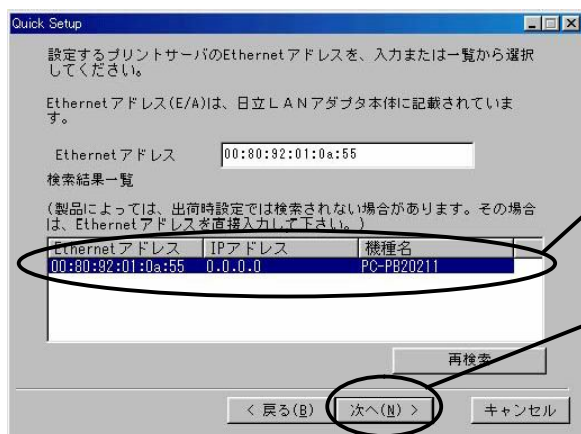 Quick Setup
設定するプリントサーバのEthernetアドレスを、入力または一覧から選択
してください。
Ethernetアドレス(E/A)は、日立LANアダプタ本体に記載されていま
す。
Ethernetアドレス 00:80:92:01:0a:55
検索結果一覧
(製品によっては、出荷時設定では検索されない場合があります。その場合
は、Ethernetアドレスを直接入力して下さい。)
Ethernetアドレス IPアドレス 機種名
00:80:92:01:0a:55 0.0.0.0 PC-PB20211
再検索
< 戻る(B) 次へ(N) > キャンセル